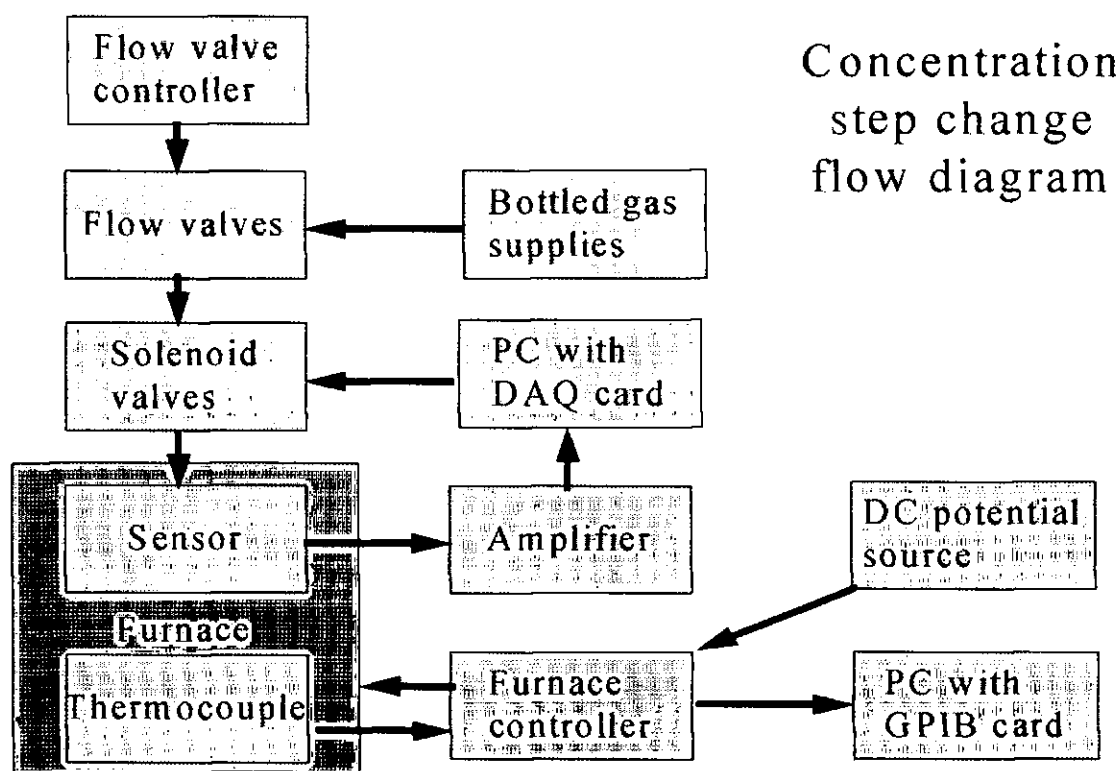 Flow valve
controller
Concentration
step change
flow diagram
Flow valves
Bottled gas
supplies
Solenoid
valves
PC with
DAQ card
Sensor
Amplifier
DC potential
source
Furnace
Thermocouple
Furnace
controller
PC with
GPIB card